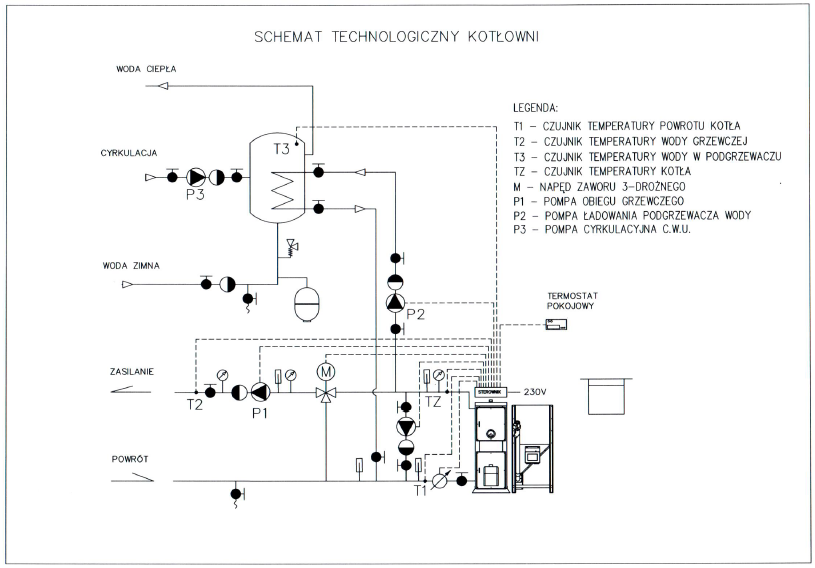 SCHEMAT TECHNOLOGICZNY KOTŁOWNI
WODA CIEPŁA
LEGENDA:
T1 – CZUJNIK TEMPERATURY POWROTU KOTŁA
T2 – CZUJNIK TEMPERATURY WODY GRZEWCZEJ
T3 – CZUJNIK TEMPERATURY WODY W PODGRZEWACZU
TZ – CZUJNIK TEMPERATURY KOTŁA
M – NAPĘD ZAWORU 3–DROŻNEGO
P1 – POMPA OBIEGU GRZEWCZEGO
P2 – POMPA ŁADOWANIA PODGRZEWACZA WODY
P3 – POMPA CYRKULACYJNA C.W.U.
T3
CYRKULACJA
P3
WODA ZIMNA
P2
TERMOSTAT
POKOJOWY
ZASILANIE
M
T2
P1
TZ
STEROWNIK
230V
POWRÓT
T1